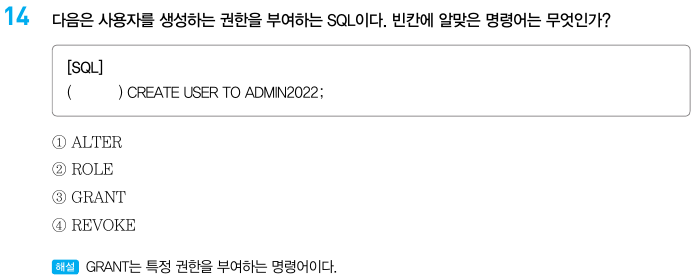 14 다음은 사용자를 생성하는 권한을 부여하는 SQL이다. 빈칸에 알맞은 명령어는 무엇인가?
[SQL]
(          ) CREATE USER TO ADMIN2022;
① ALTER
② ROLE
③ GRANT
④ REVOKE
해설 GRANT는 특정 권한을 부여하는 명령어이다.